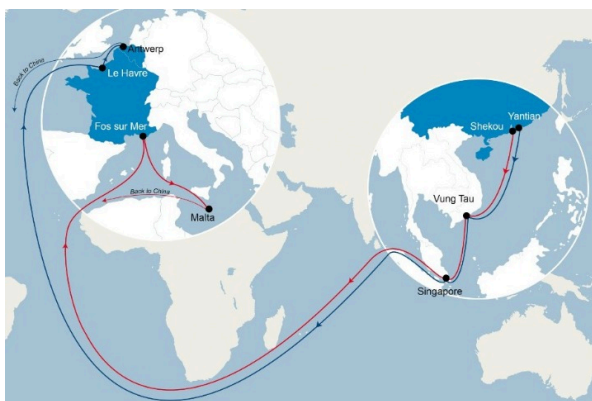 Antwerp
Back to China
Le Havre
Fos sur Mer
Back to China
Malta
Yantian
Shekou
Vung Tau
Singapore